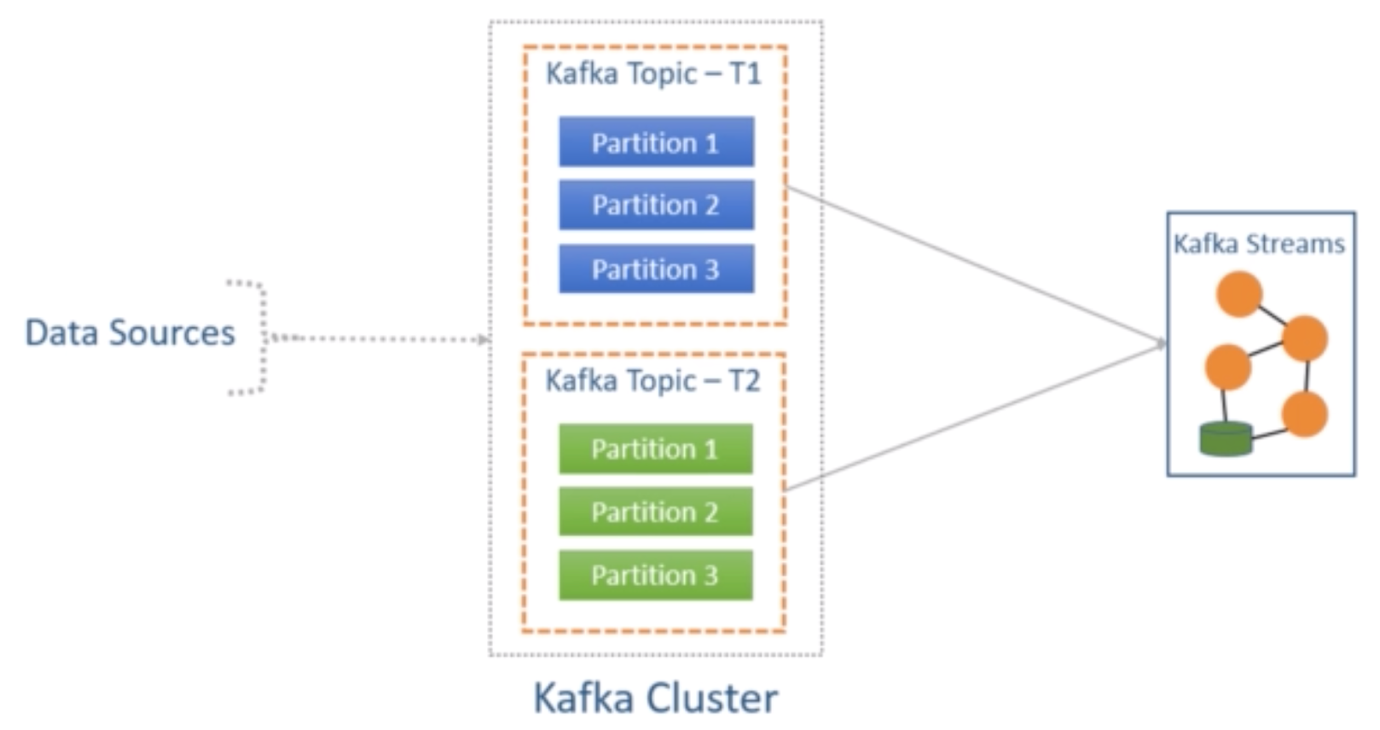 Data Sources
Kafka Topic – T1
Partition 1
Partition 2
Partition 3
Kafka Topic – T2
Partition 1
Partition 2
Partition 3
Kafka Cluster
Kafka Streams